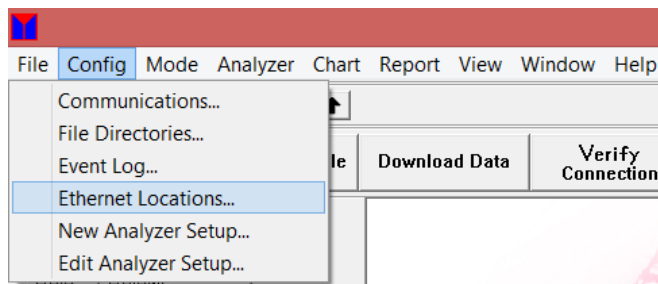 File Config Mode Analyzer Chart Report View Window Help
Communications...
File Directories...
Event Log...
Ethernet Locations...
New Analyzer Setup...
Edit Analyzer Setup...
Download Data
Verify
Connection